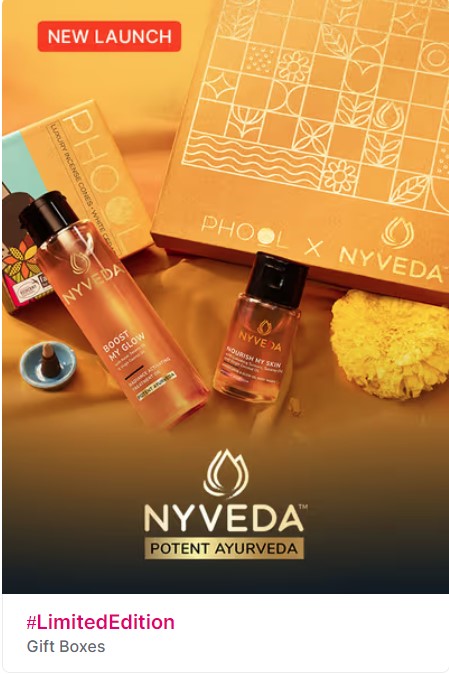 NEW LAUNCH
PHOOL
LUXURY INCENSE CONES
PHOOL X NYVEDA
NYVEDA
BOOST
MY GLOW
NYVEDA
NOURISH MY SKIN
NYVEDA™
POTENT AYURVEDA
#LimitedEdition
Gift Boxes